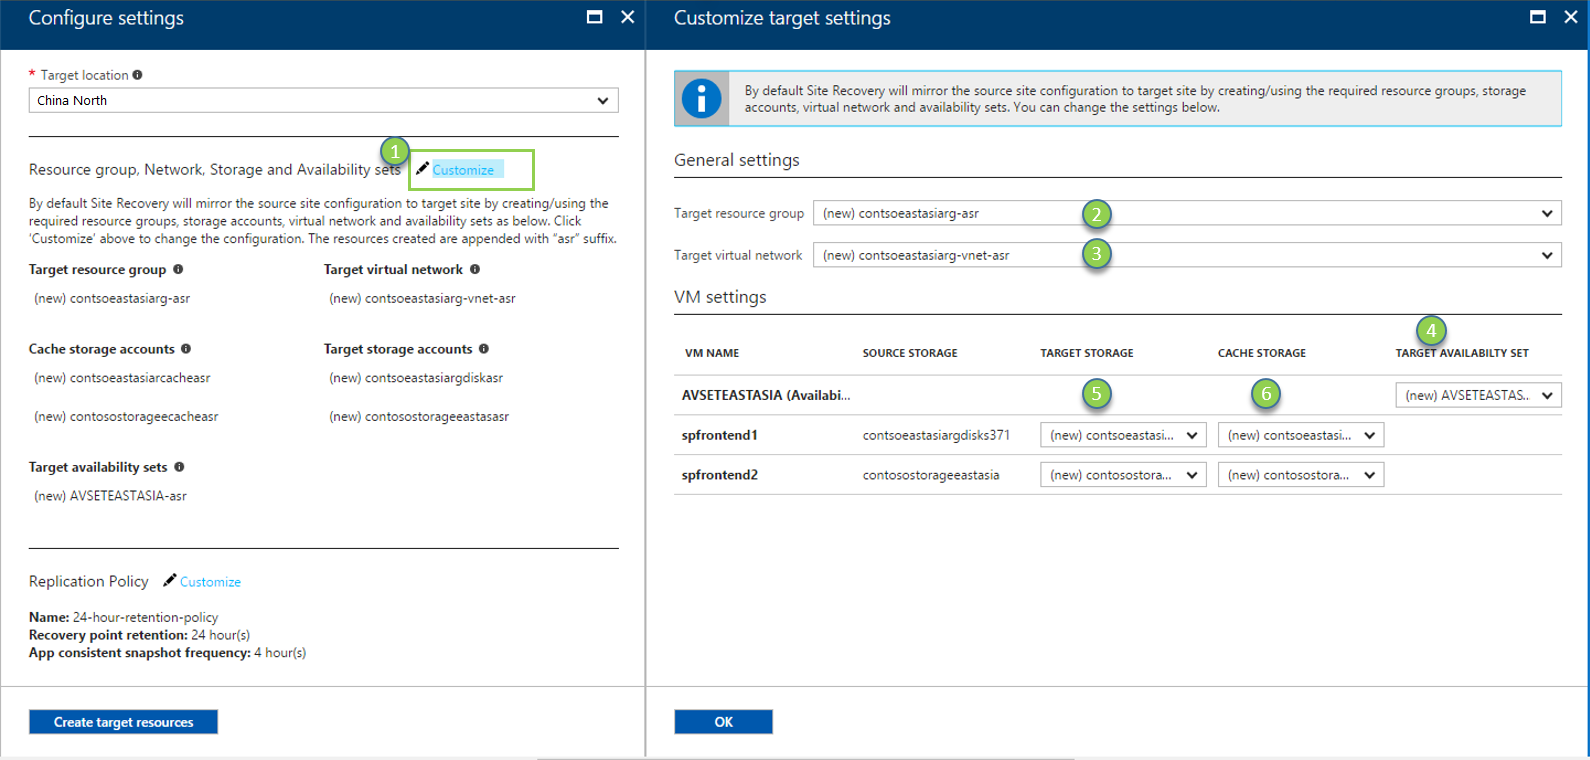 Configure settings
* Target location
China North
1
Resource group, Network, Storage and Availability sets Customize
By default Site Recovery will mirror the source site configuration to target site by creating/using the
required resource groups, storage accounts, virtual network and availability sets as below. Click
'Customize' above to change the configuration. The resources created are appended with "asr" suffix.
Target resource group Target virtual network
(new) contsoeastasiarg-asr (new) contsoeastasiarg-vnet-asr
Cache storage accounts Target storage accounts
(new) contsoeastasiarcacheasr (new) contsoeastasiargdiskasr
(new) contosostorageecacheasr (new) contosostorageeastasasr
Target availability sets
(new) AVSETEASTASIA-asr
Replication Policy Customize
Name: 24-hour-retention-policy
Recovery point retention: 24 hour(s)
App consistent snapshot frequency: 4 hour(s)
Create target resources
Customize target settings
By default Site Recovery will mirror the source site configuration to target site by creating/using the required resource groups, storage
accounts, virtual network and availability sets. You can change the settings below.
General settings
Target resource group (new) contsoeastasiarg-asr 2
Target virtual network (new) contsoeastasiarg-vnet-asr 3
VM settings
4
VM NAME SOURCE STORAGE TARGET STORAGE CACHE STORAGE TARGET AVAILABILTY SET
AVSETEASTASIA (Availabi... 5 6 (new) AVSETEASTAS...
spfrontend1 contsoeastasiargdisks371 (new) contsoeastasi... (new) contsoeastasi...
spfrontend2 contosostorageeastasia (new) contosostora... (new) contosostora...
OK